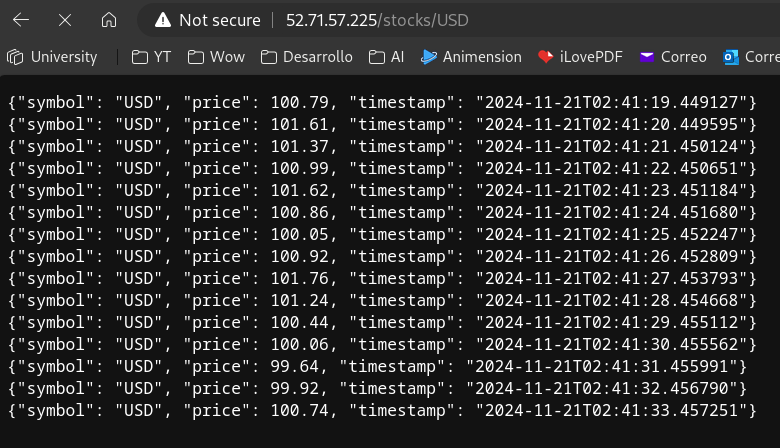 Not secure 52.71.57.225/stocks/USD
University YT Wow Desarrollo AI Animension iLovePDF Correo Corre
{"symbol": "USD", "price": 100.79, "timestamp": "2024-11-21T02:41:19.449127"}
{"symbol": "USD", "price": 101.61, "timestamp": "2024-11-21T02:41:20.449595"}
{"symbol": "USD", "price": 101.37, "timestamp": "2024-11-21T02:41:21.450124"}
{"symbol": "USD", "price": 100.99, "timestamp": "2024-11-21T02:41:22.450651"}
{"symbol": "USD", "price": 101.62, "timestamp": "2024-11-21T02:41:23.451184"}
{"symbol": "USD", "price": 100.86, "timestamp": "2024-11-21T02:41:24.451680"}
{"symbol": "USD", "price": 100.05, "timestamp": "2024-11-21T02:41:25.452247"}
{"symbol": "USD", "price": 100.92, "timestamp": "2024-11-21T02:41:26.452809"}
{"symbol": "USD", "price": 101.76, "timestamp": "2024-11-21T02:41:27.453793"}
{"symbol": "USD", "price": 101.24, "timestamp": "2024-11-21T02:41:28.454668"}
{"symbol": "USD", "price": 100.44, "timestamp": "2024-11-21T02:41:29.455112"}
{"symbol": "USD", "price": 100.06, "timestamp": "2024-11-21T02:41:30.455562"}
{"symbol": "USD", "price": 99.64, "timestamp": "2024-11-21T02:41:31.455991"}
{"symbol": "USD", "price": 99.92, "timestamp": "2024-11-21T02:41:32.456790"}
{"symbol": "USD", "price": 100.74, "timestamp": "2024-11-21T02:41:33.457251"}